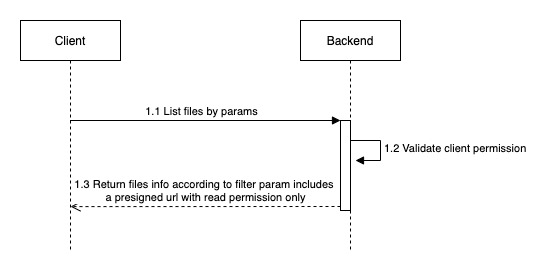 Client
Backend
1.1 List files by params
1.2 Validate client permission
1.3 Return files info according to filter param includes
a presigned url with read permission only